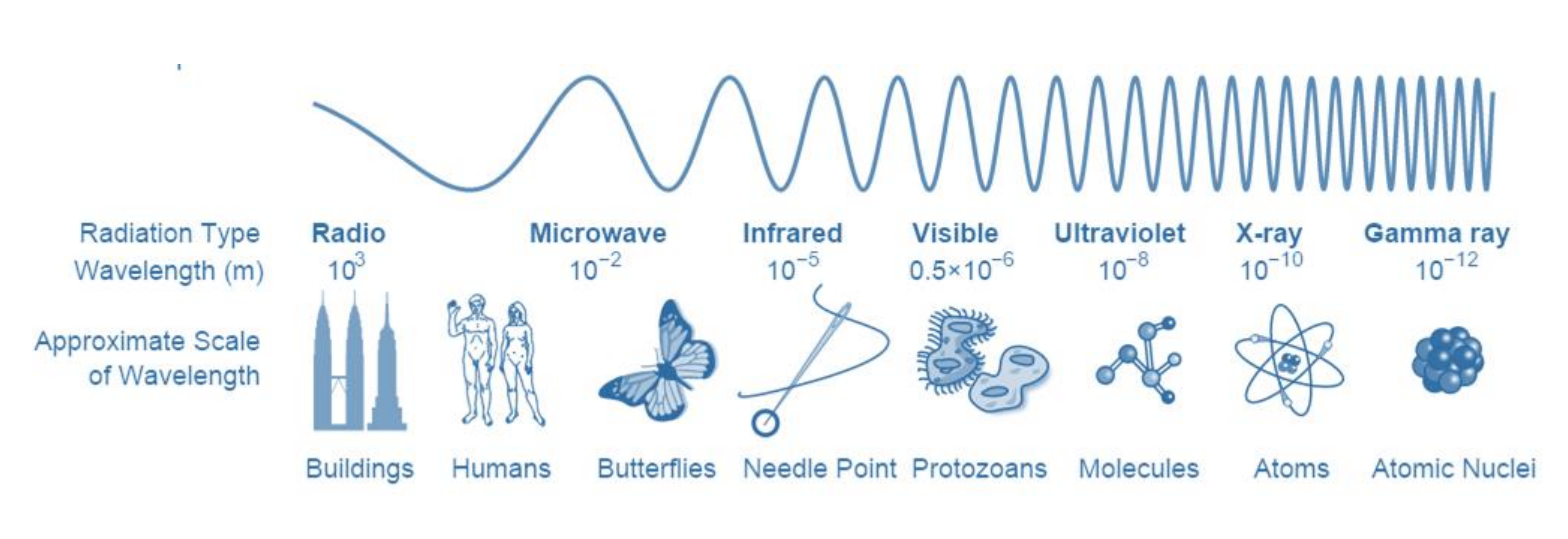 Radiation Type Radio Microwave Infrared Visible Ultraviolet X-ray Gamma ray
Wavelength (m) 10³ 10⁻² 10⁻⁵ 0.5×10⁻⁶ 10⁻⁸ 10⁻¹⁰ 10⁻¹²
Approximate Scale
of Wavelength
Buildings Humans Butterflies Needle Point Protozoans Molecules Atoms Atomic Nuclei